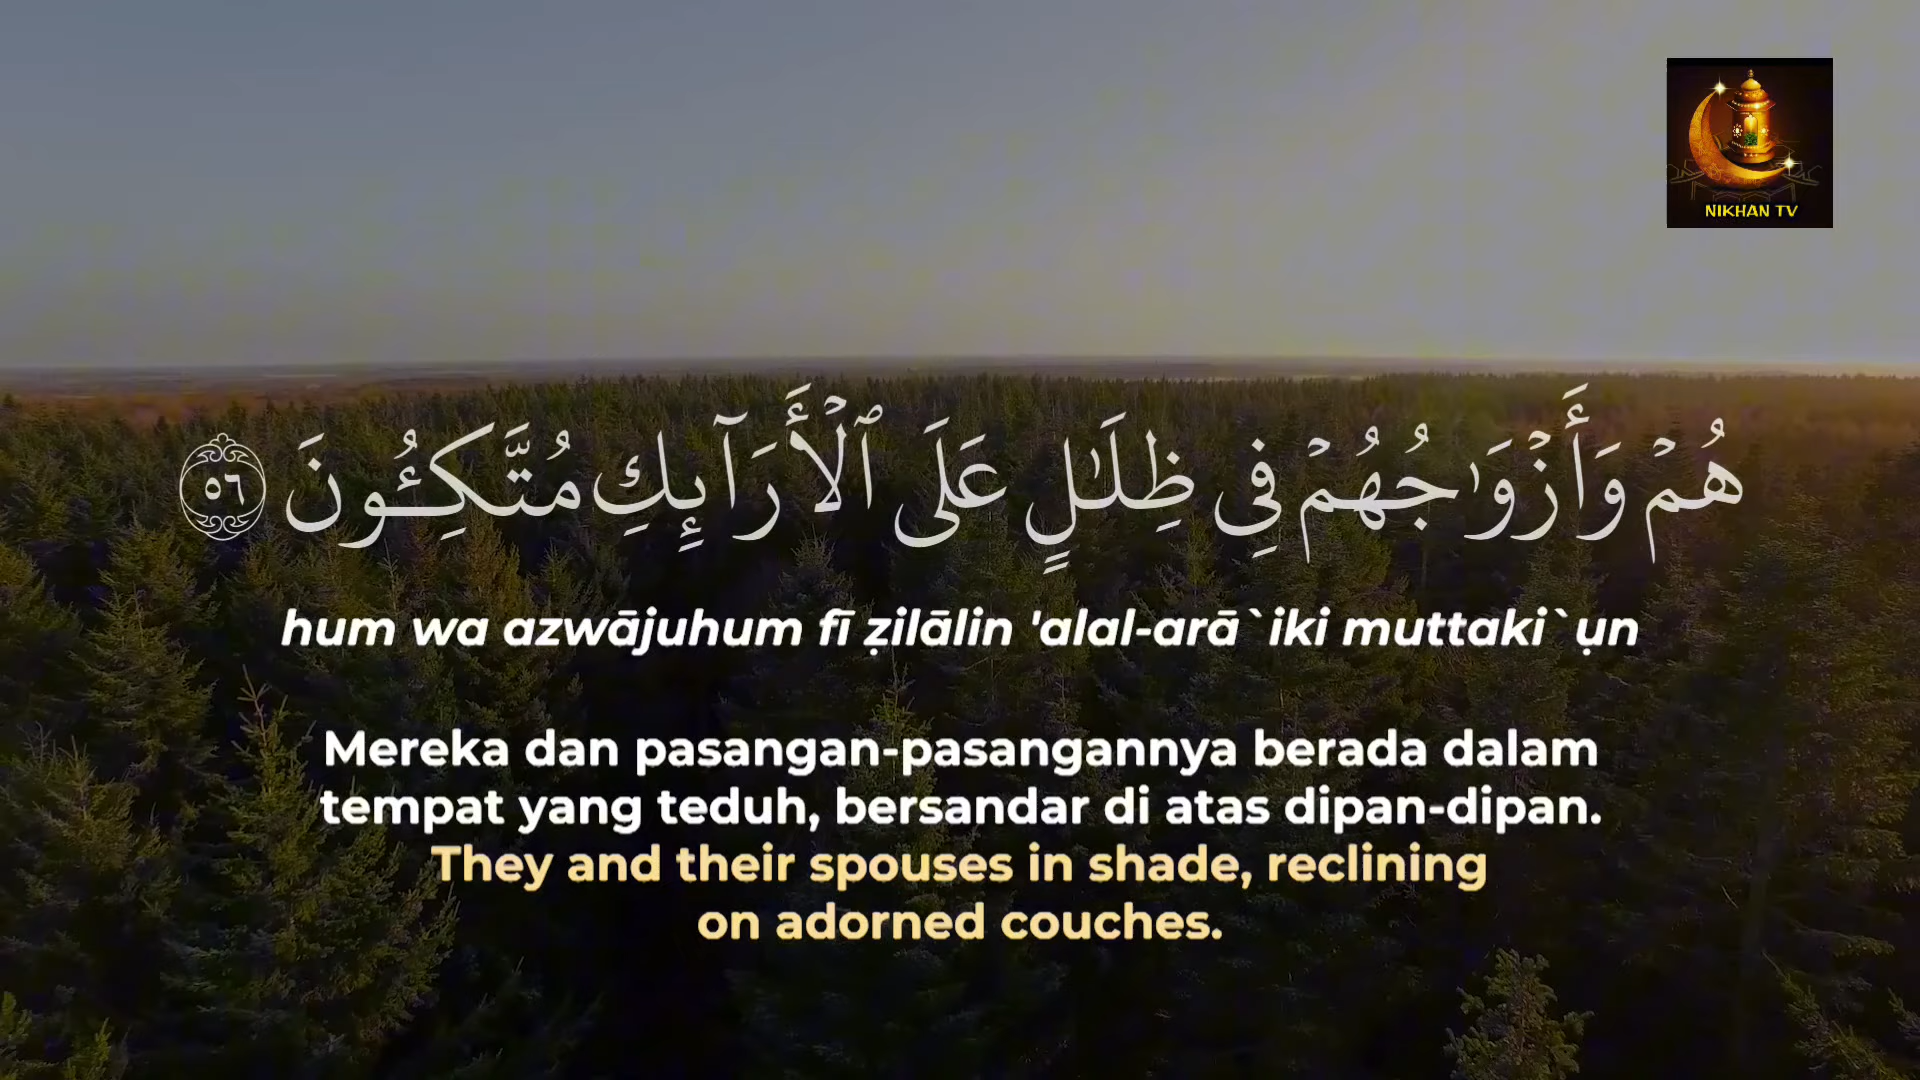 NIKHAN TV
هُمْ وَأَزْوَٰجُهُمْ فِى ظِلَـٰلٍ عَلَى ٱلْأَرَآئِكِ مُتَّكِـُٔونَ ٥٦
hum wa azwājuhum fī ẓilālin 'alal-arā`iki muttaki`ụn
Mereka dan pasangan-pasangannya berada dalam
tempat yang teduh, bersandar di atas dipan-dipan.
They and their spouses in shade, reclining
on adorned couches.